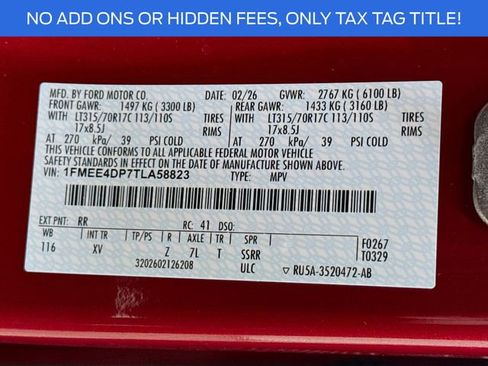 NO ADD ONS OR HIDDEN FEES, ONLY TAX TAG TITLE!
MFD. BY FORD MOTOR CO. 02/26 GVWR: 2767 KG ( 6100 LB)
FRONT GAWR: 1497 KG ( 3300 LB) REAR GAWR: 1433 KG ( 3160 LB)
WITH LT315/70R17C 113/110S TIRES WITH LT315/70R17C 113/110S TIRES
17x8.5J RIMS 17x8.5J RIMS
AT 270 kPa/ 39 PSI COLD AT 270 kPa/ 39 PSI COLD
THIS VEHICLE CONFORMS TO ALL APPLICABLE FEDERAL MOTOR VEHICLE
SAFETY AND THEFT PREVENTION STANDARDS IN EFFECT ON THE DATE OF MANUFACTURE SHOWN ABOVE.
VIN: 1FMEE4DP7TLA58823 TYPE: MPV
EXT PNT: RR RC: 41 DSO: F0267
WB INT TR TP/PS R AXLE TR SPR T0329
116 XV Z 7L T SSRR
3202602126208 ULC RU5A-3520472-AB